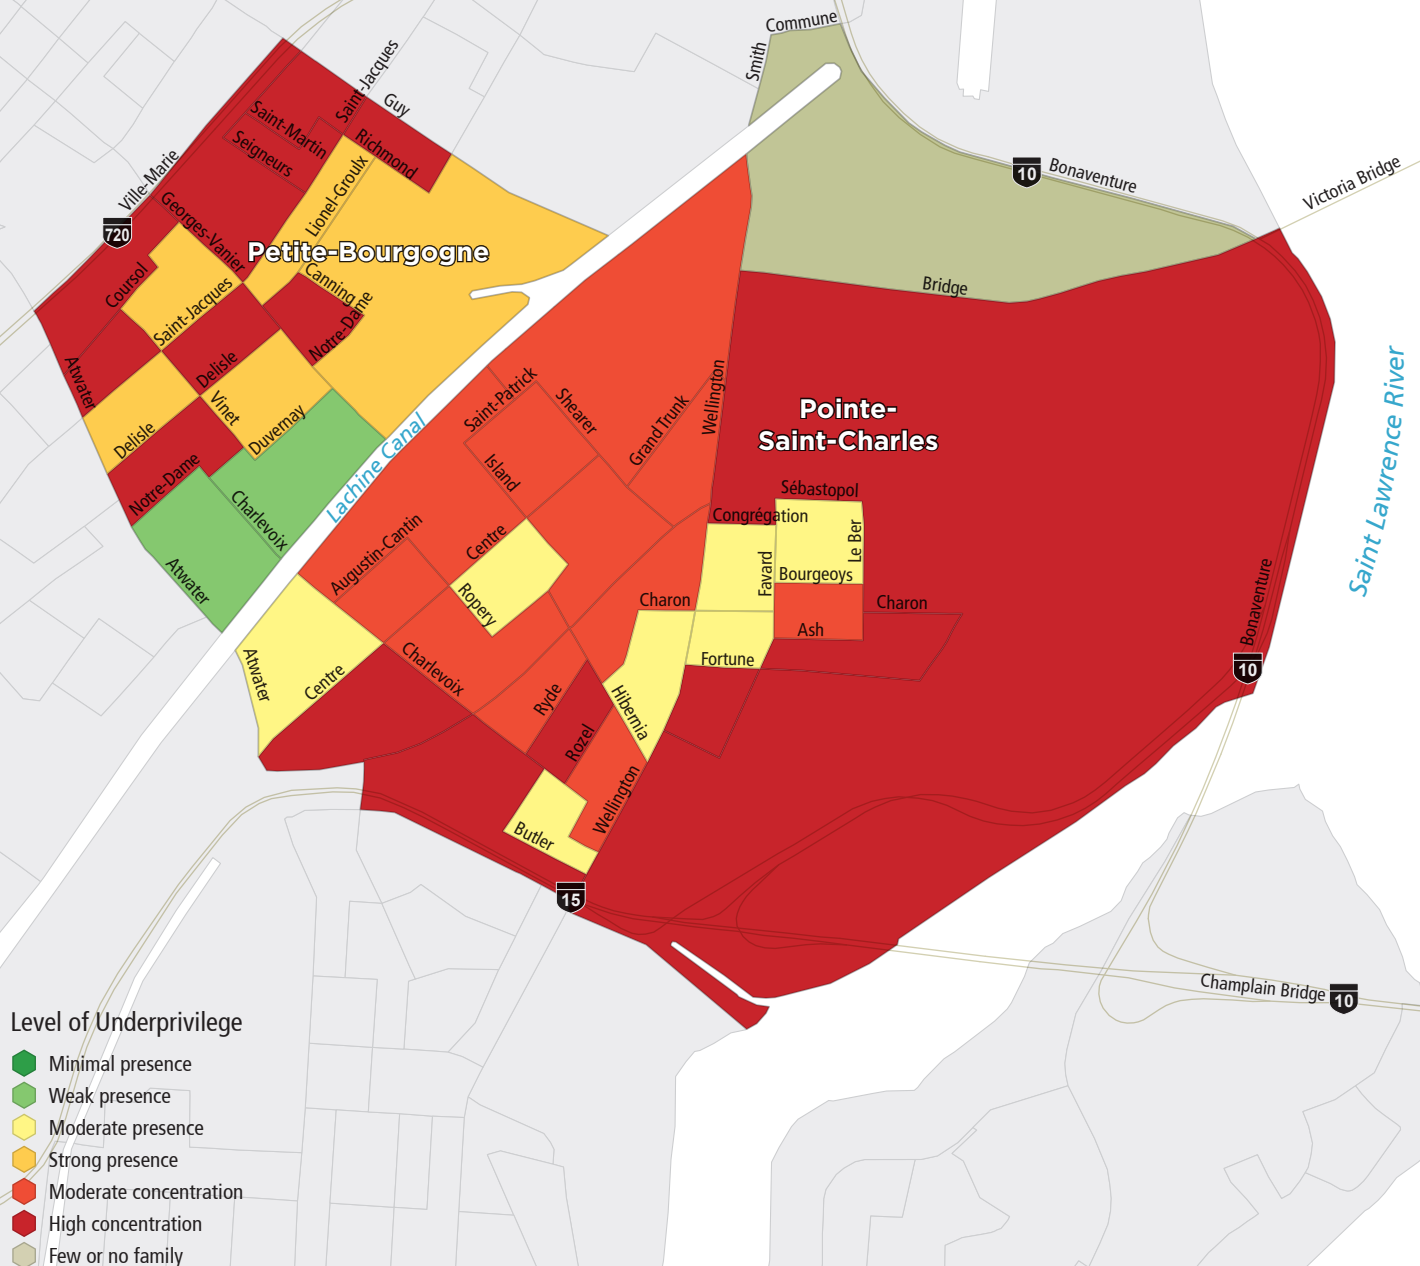 Commune
Smith
Saint-Jacques
Guy
Saint-Martin
Richmond
Seigneurs
Ville-Marie
10
Bonaventure
Victoria Bridge
Lionel-Groulx
Georges-Vanier
720
Petite-Bourgogne
Coursol
Canning
Saint-Jacques
Notre-Dame
Bridge
Atwater
Delisle
Vinet
Duvernay
Saint-Patrick
Shearer
Grand Trunk
Wellington
Pointe-
Saint-Charles
Saint Lawrence River
Delisle
Lachine Canal
Notre-Dame
Island
Charlevoix
Sébastopol
Congrégation
Le Ber
Augustin-Cantin
Centre
Favard
Bourgeoys
Atwater
Ropery
Charon
Charon
Ash
Bonaventure
Fortune
10
Atwater
Centre
Charlevoix
Ryde
Hibernia
Rozel
Wellington
Butler
15
Champlain Bridge
10
Level of Underprivilege
Minimal presence
Weak presence
Moderate presence
Strong presence
Moderate concentration
High concentration
Few or no family